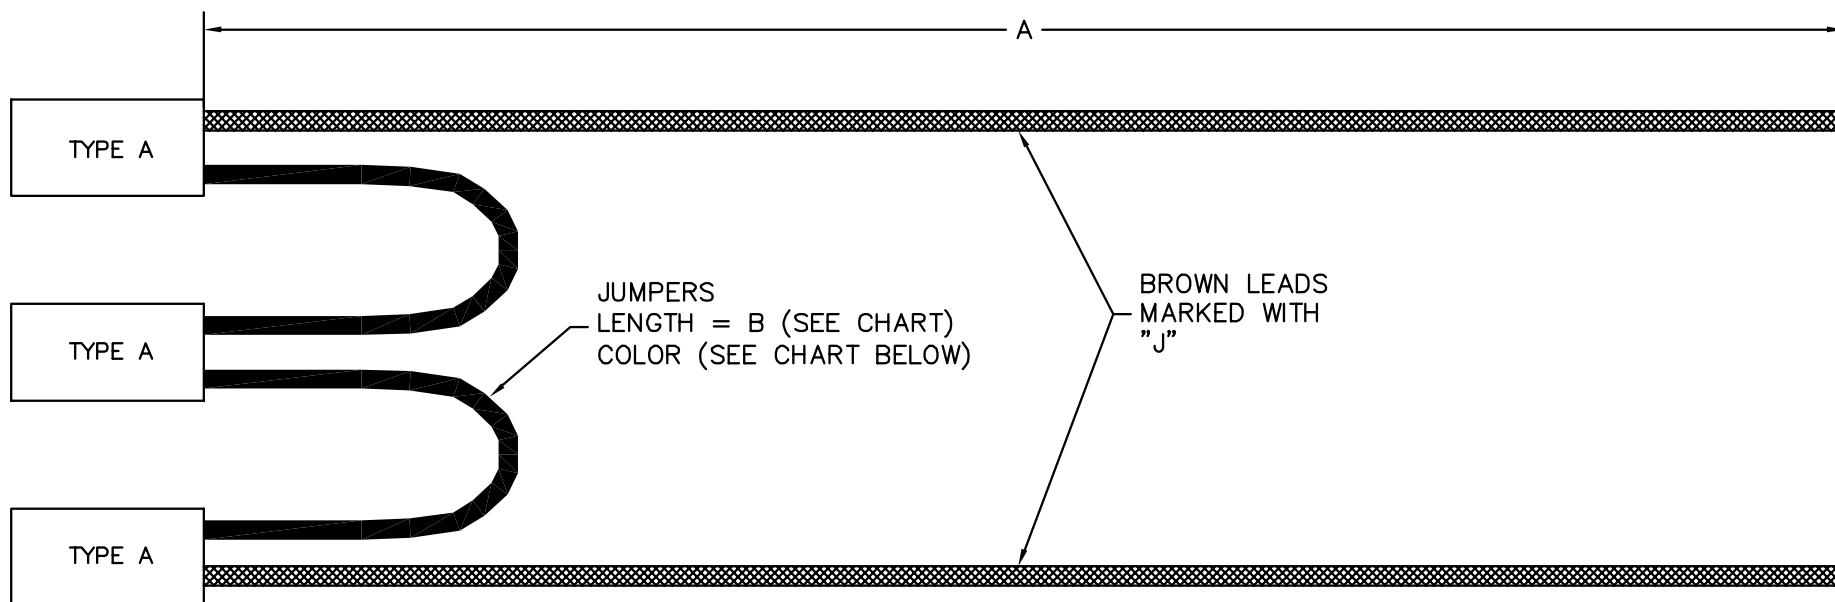 A
TYPE A
TYPE A
JUMPERS
LENGTH = B (SEE CHART)
COLOR (SEE CHART BELOW)
BROWN LEADS
MARKED WITH
"J"
TYPE A